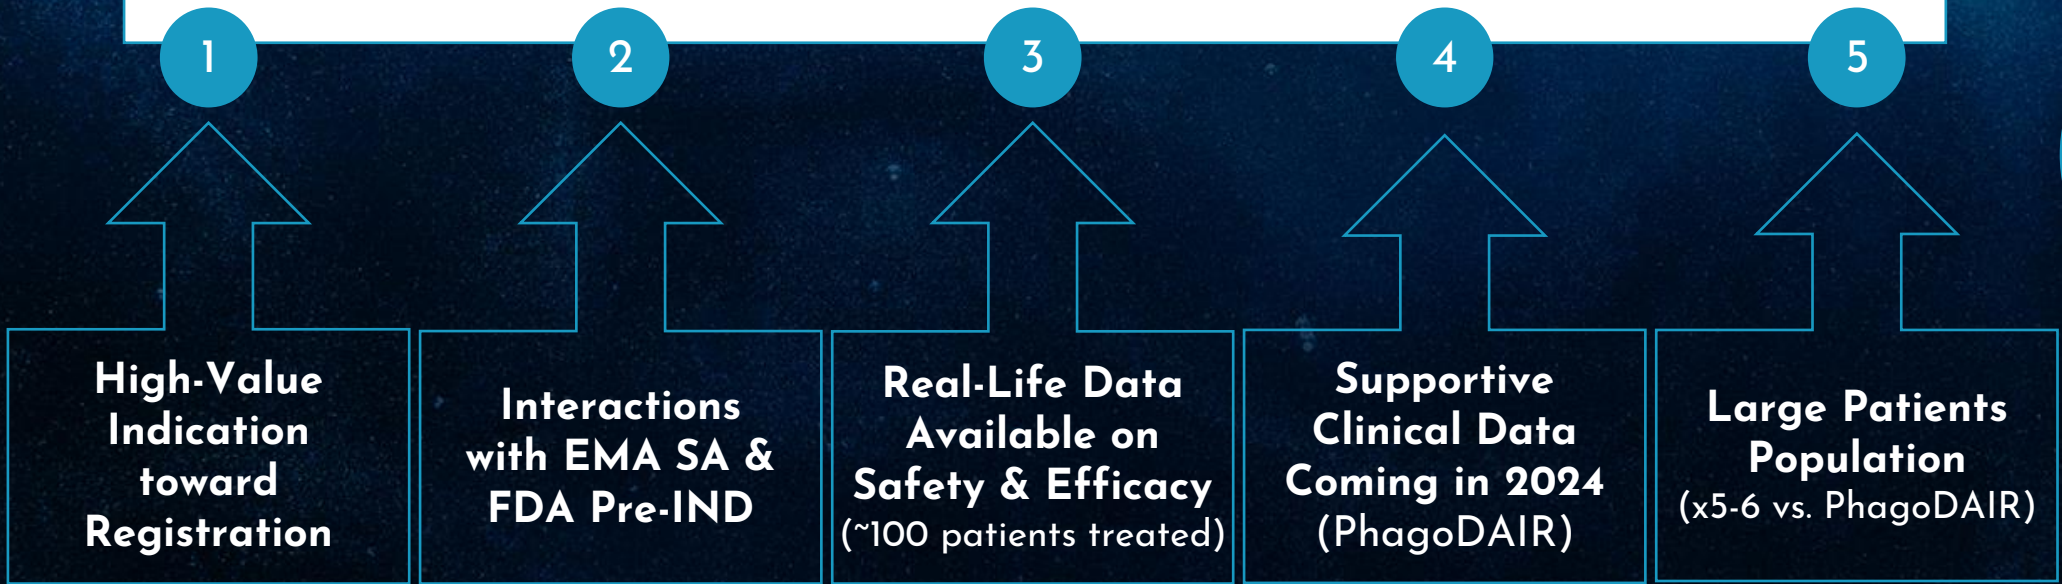 1
2
3
4
5
High-Value
Indication
toward
Registration
Interactions
with EMA SA &
FDA Pre-IND
Real-Life Data
Available on
Safety & Efficacy
(~100 patients treated)
Supportive
Clinical Data
Coming in 2024
(PhagoDAIR)
Large Patients
Population
(x5-6 vs. PhagoDAIR)